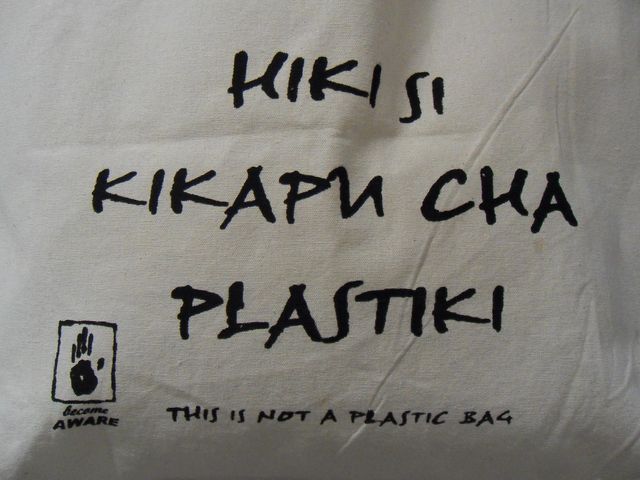 HIKI SI
KIKAPU CHA
PLASTIKI
become
AWARE
THIS IS NOT A PLASTIC BAG